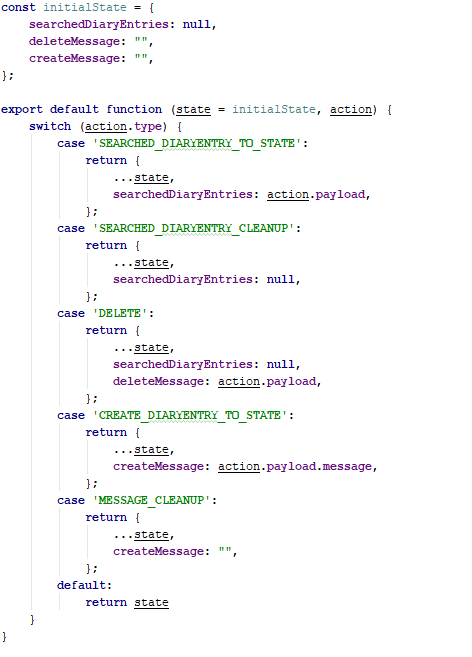 const initialState = {
    searchedDiaryEntries: null,
    deleteMessage: "",
    createMessage: "",
};

export default function (state = initialState, action) {
    switch (action.type) {
        case 'SEARCHED_DIARYENTRY_TO_STATE':
            return {
                ...state,
                searchedDiaryEntries: action.payload,
            };
        case 'SEARCHED_DIARYENTRY_CLEANUP':
            return {
                ...state,
                searchedDiaryEntries: null,
            };
        case 'DELETE':
            return {
                ...state,
                searchedDiaryEntries: null,
                deleteMessage: action.payload,
            };
        case 'CREATE_DIARYENTRY_TO_STATE':
            return {
                ...state,
                createMessage: action.payload.message,
            };
        case 'MESSAGE_CLEANUP':
            return {
                ...state,
                createMessage: "",
            };
        default:
            return state
    }
}